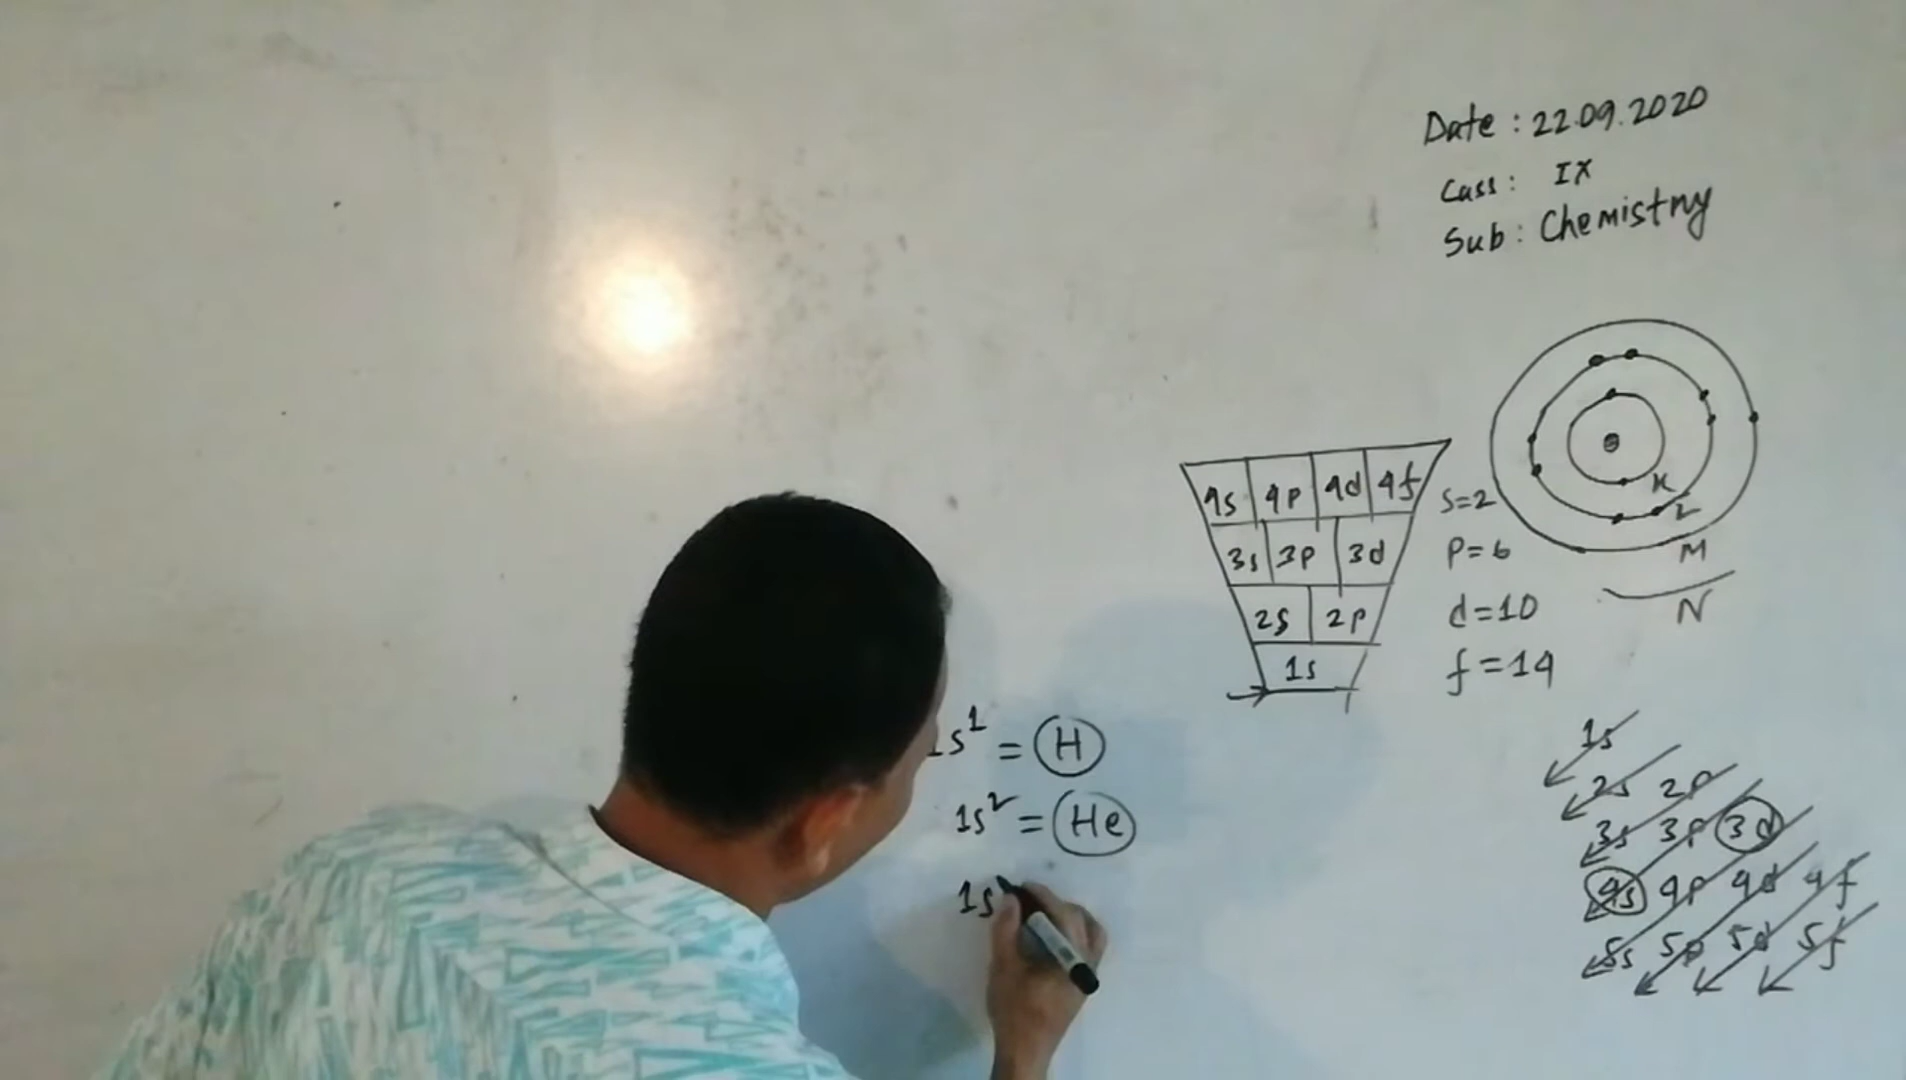 Date : 22.09.2020
Cass : IX
Sub : Chemistry
4s 4p 4d 4f
3s 3p 3d
2s 2p
1s
s=2
p=6
d=10
f=14
K
L
M
N
1s¹ = H
1s² = He
1s
1s
2s 2p
3s 3p 3d
4s 4p 4d 4f
5s 5p 5d 5f